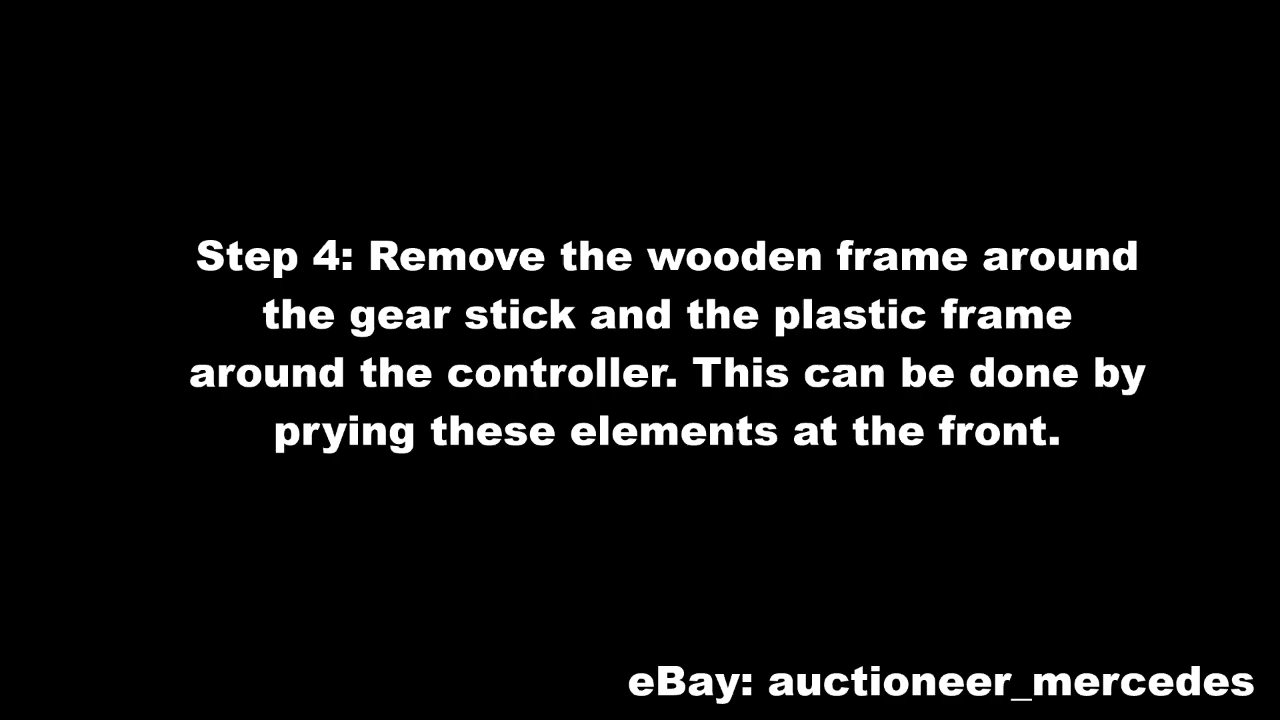 Step 4: Remove the wooden frame around
the gear stick and the plastic frame
around the controller. This can be done by
prying these elements at the front.
eBay: auctioneer_mercedes